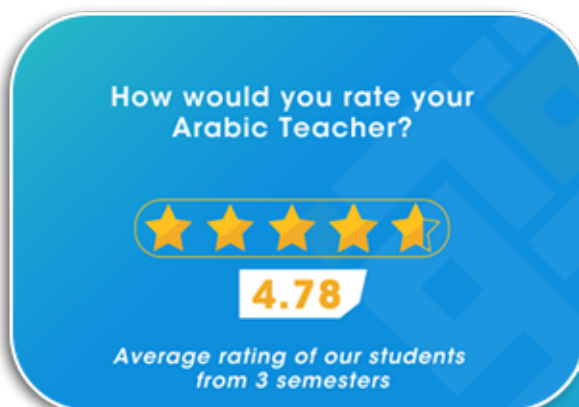 How would you rate your
Arabic Teacher?
4.78
Average rating of our students
from 3 semesters